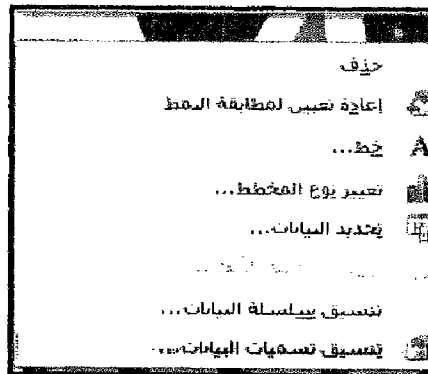 حذف
إعادة تعيين لمطابقة النمط
خط...
A
تغيير نوع المخطط...
تحديد البيانات...
تنسيق سلسلة البيانات...
تنسيق تسميات البيانات...